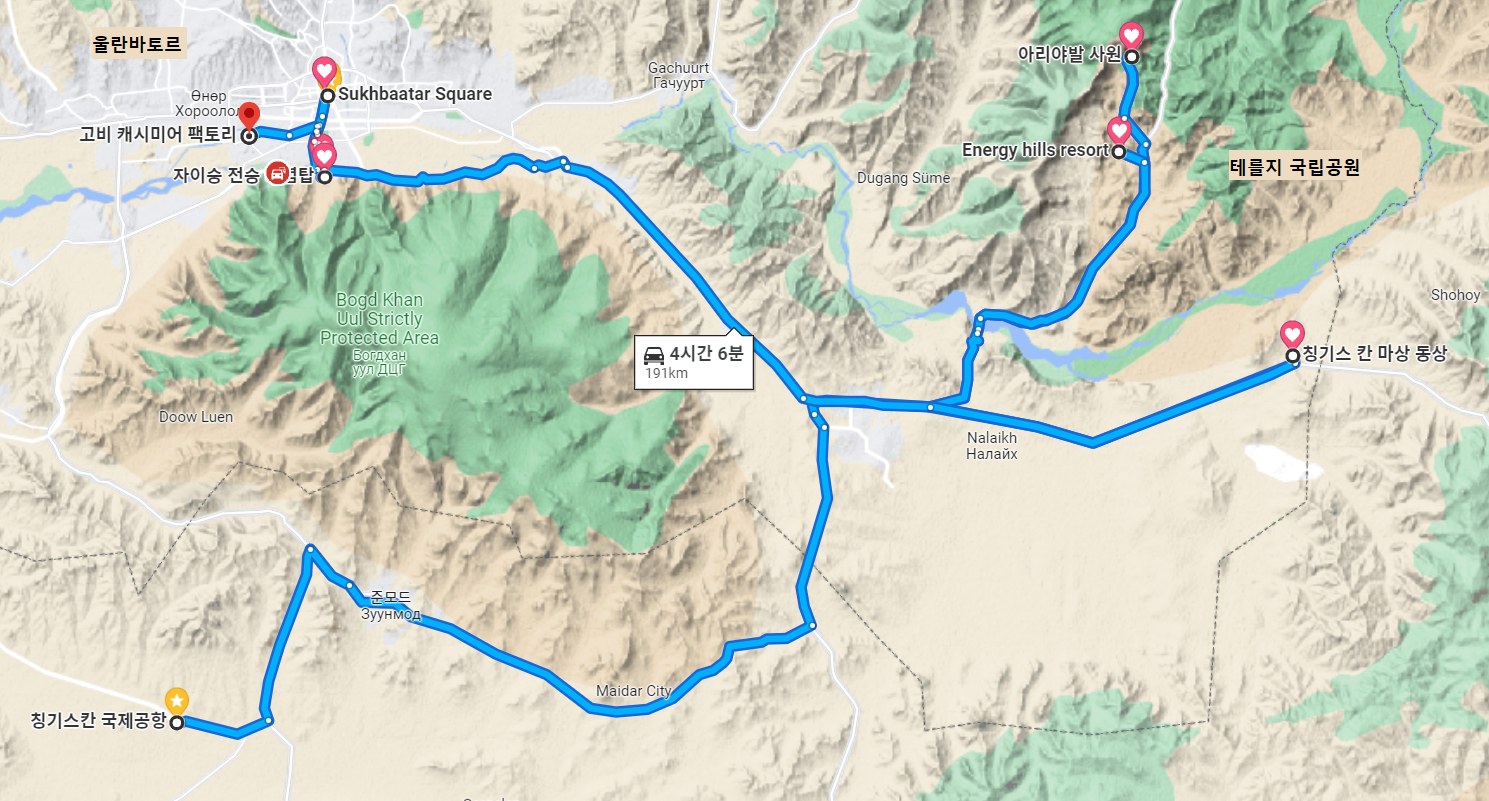 울란바토르
Sukhbaatar Square
Өнөр
Хороолол
고비 캐시미어 팩토리
자이승 전승
념탑
Gachuurt
Гачуурт
아리야발 사원
Energy hills resort
테를지 국립공원
Dugang Süme
Bogd Khan
Uul Strictly
Protected Area
Богдхан
уул ДЦГ
Shohoy
4시간 6분
191km
칭기스 칸 마상 동상
Doow Luen
Nalaikh
Налайх
준모드
Зуунмод
Maidar City
칭기스칸 국제공항